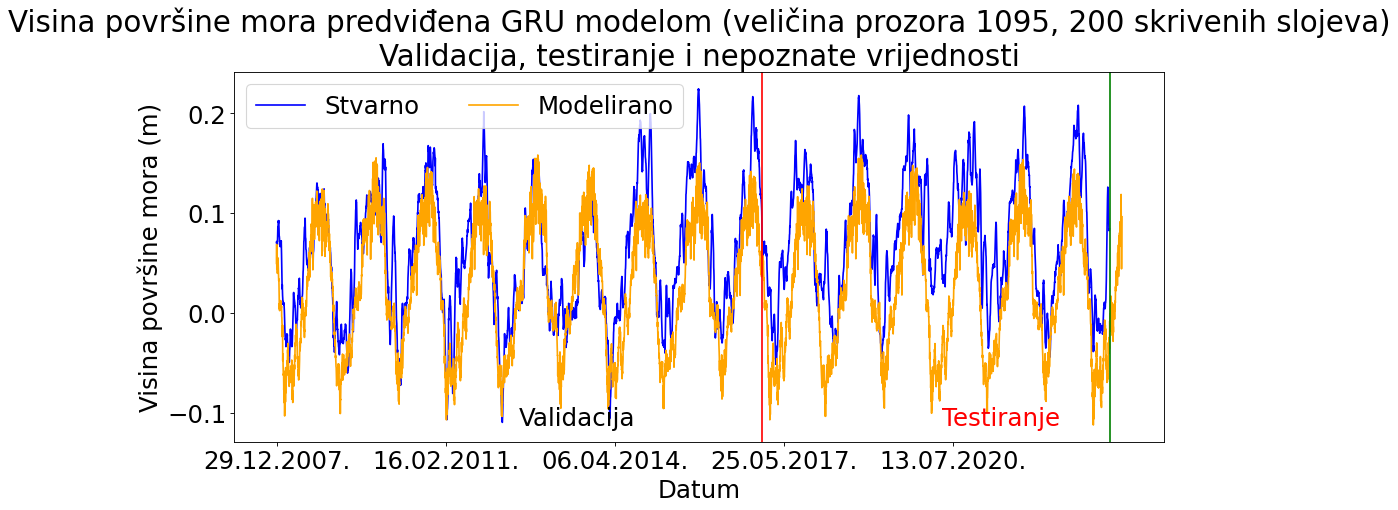 Visina površine mora predviđena GRU modelom (veličina prozora 1095, 200 skrivenih slojeva)
Validacija, testiranje i nepoznate vrijednosti
Stvarno Modelirano
Visina površine mora (m)
0.2
0.1
0.0
−0.1
Validacija Testiranje
29.12.2007. 16.02.2011. 06.04.2014. 25.05.2017. 13.07.2020.
Datum